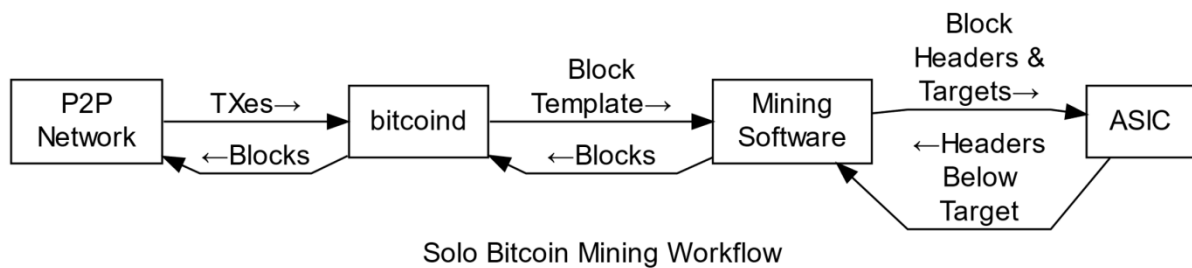 P2P
Network
TXes→
←Blocks
bitcoind
Block
Template→
←Blocks
Mining
Software
Block
Headers &
Targets→
←Headers
Below
Target
ASIC
Solo Bitcoin Mining Workflow